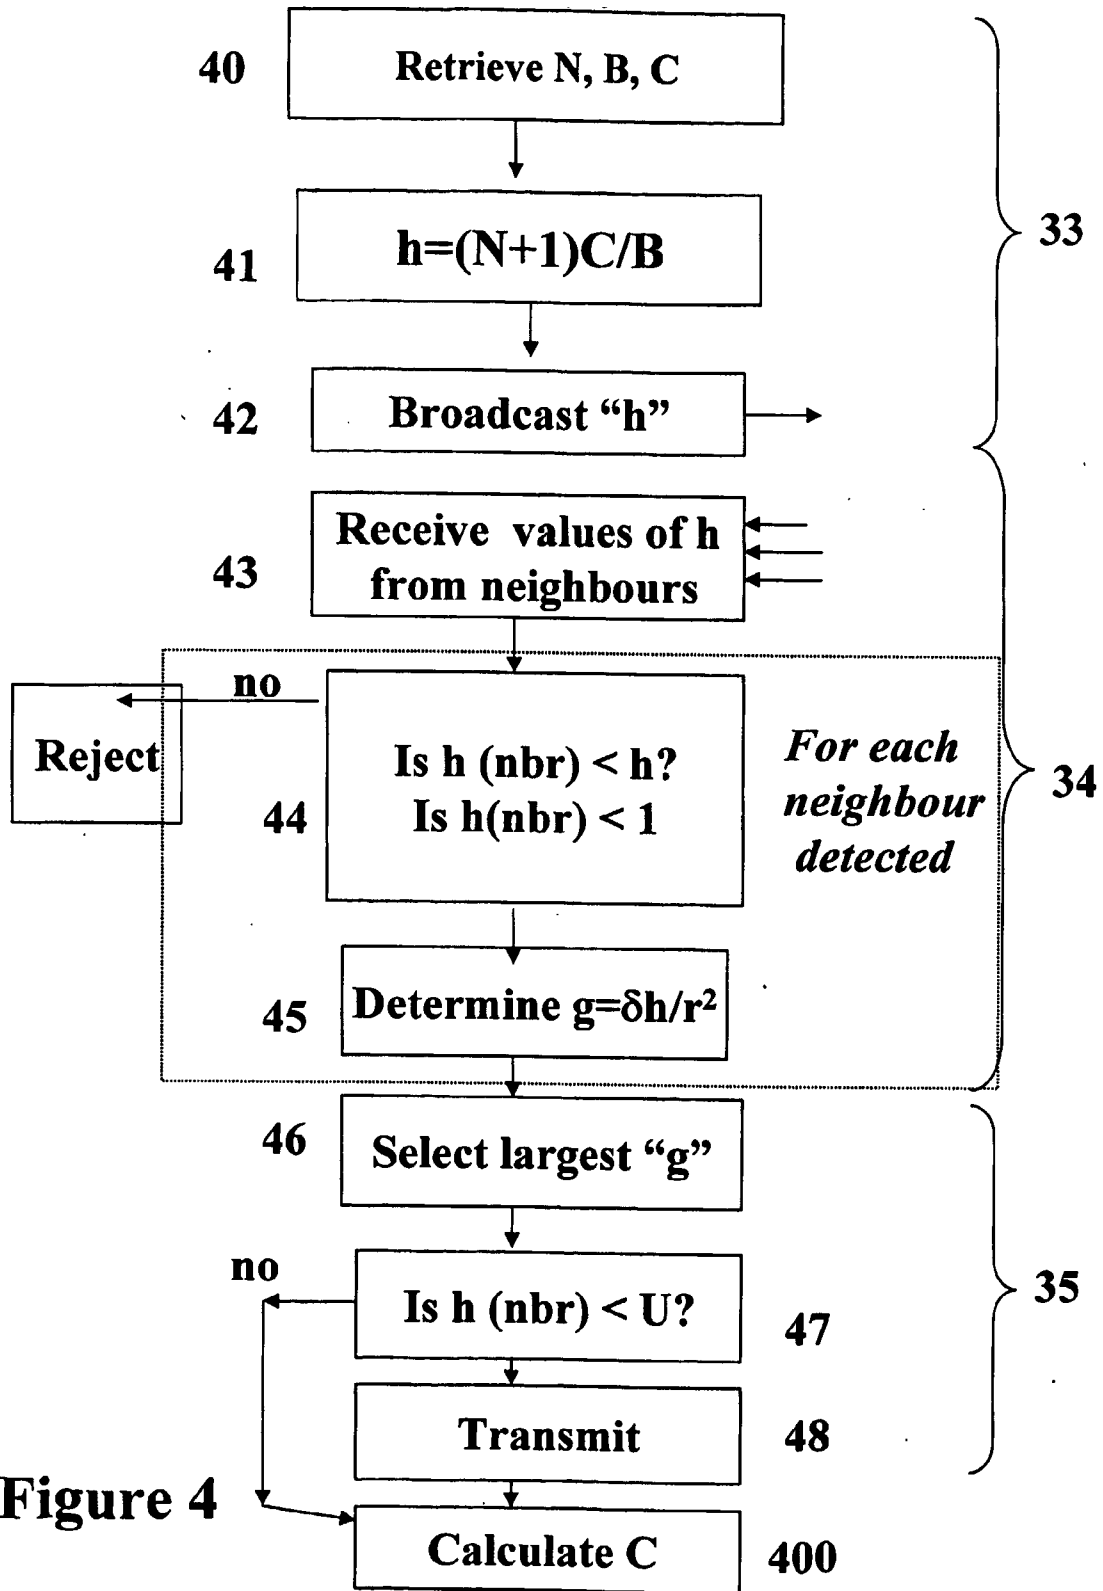 40
Retrieve N, B, C
33
41
h=(N+1)C/B
42
Broadcast “h”
43
Receive values of h
from neighbours
no
Reject
44
Is h (nbr) < h?
Is h(nbr) < 1
For each
neighbour
detected
34
45
Determine g=δh/r²
46
Select largest “g”
no
Is h (nbr) < U?
47
35
Transmit
48
Figure 4
Calculate C
400